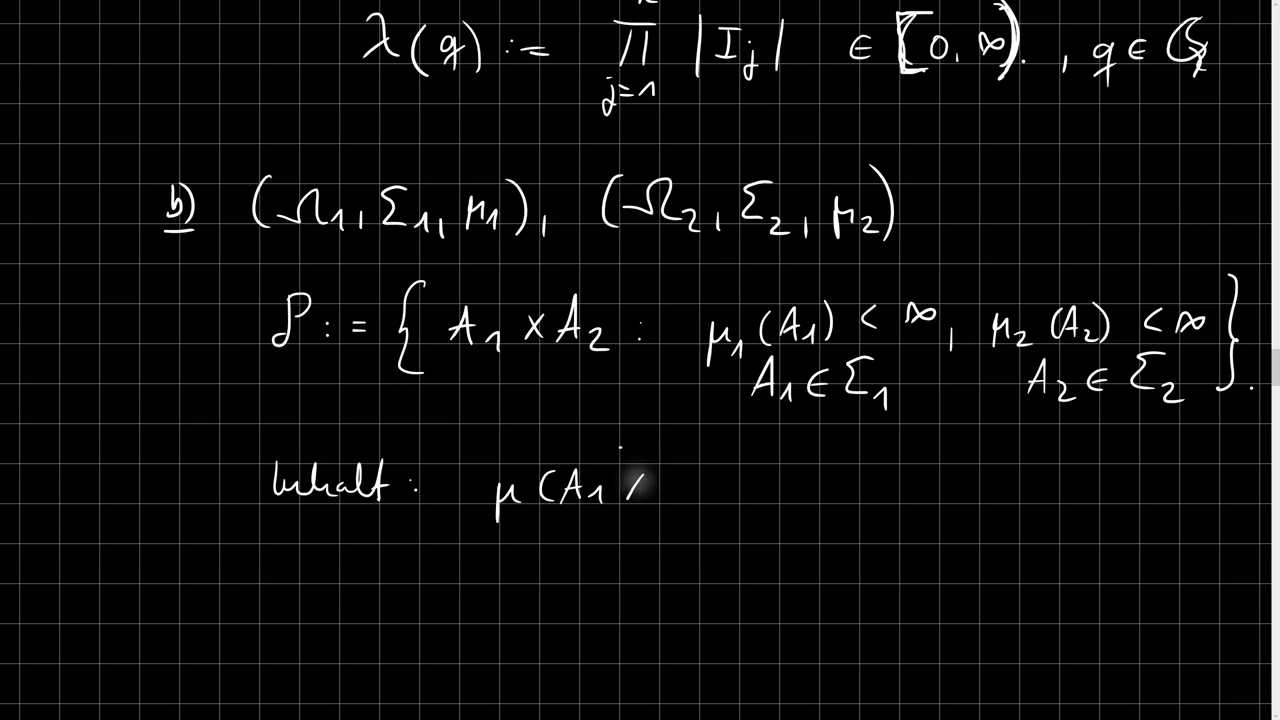 λ(q) := ∏_{j=1} |I_j| ∈ [0, ∞). , q ∈ Q
b) (Ω₁, Σ₁, μ₁), (Ω₂, Σ₂, μ₂)
𝒫 := { A₁ × A₂ : μ₁(A₁) < ∞, μ₂(A₂) < ∞
A₁ ∈ Σ₁ A₂ ∈ Σ₂ }.
Inhalt : μ(A₁